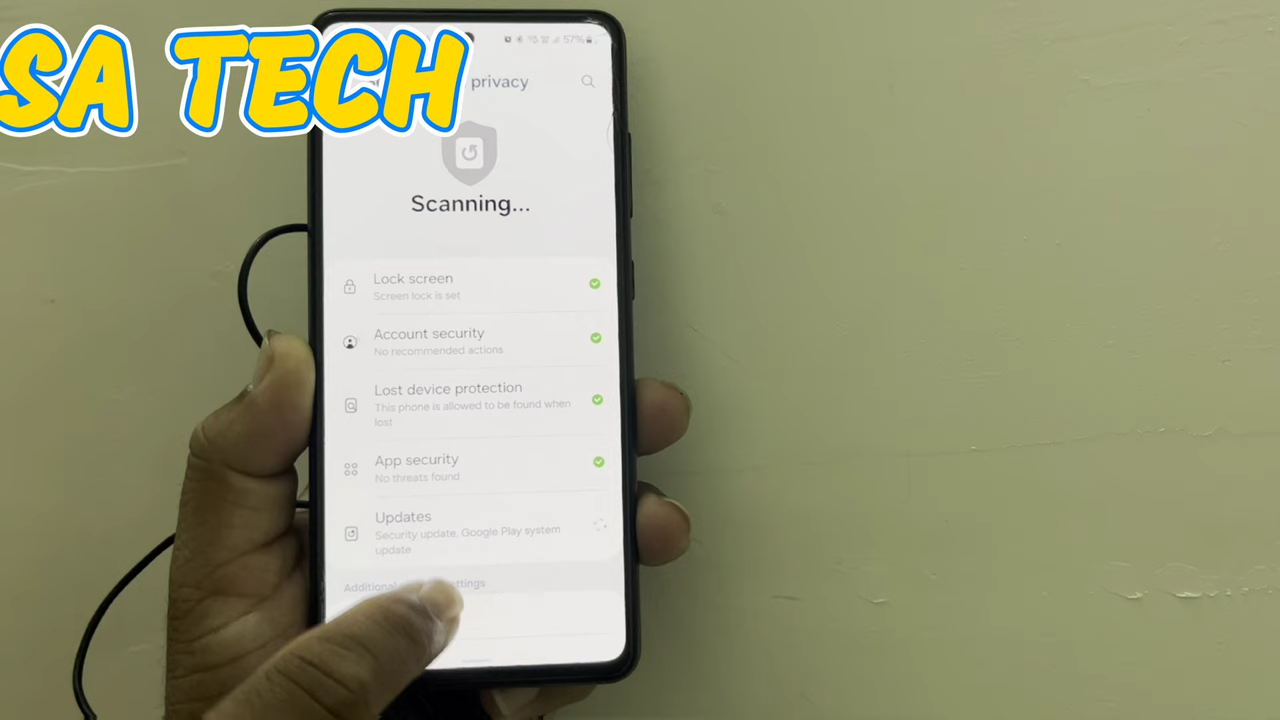 SA TECH
57%
privacy
Scanning...
Lock screen
Screen lock is set
Account security
No recommended actions
Lost device protection
This phone is allowed to be found when
lost
App security
No threats found
Updates
Security update, Google Play system
update
Additional